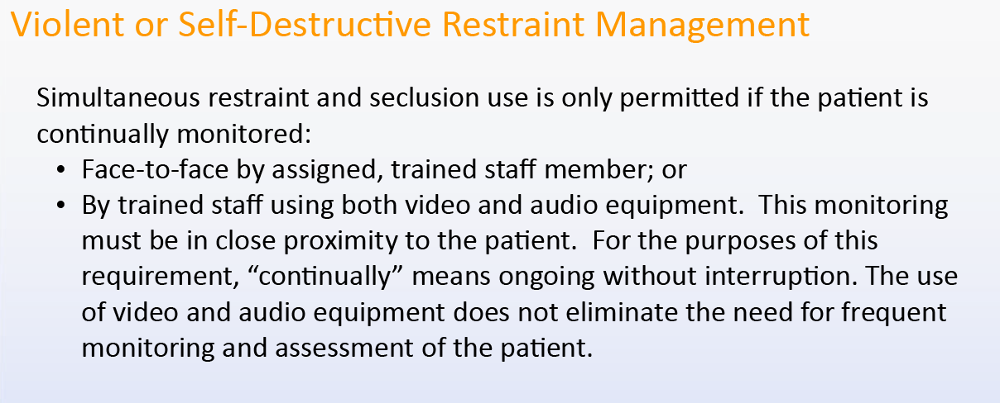 Violent or Self-Destructive Restraint Management
Simultaneous restraint and seclusion use is only permitted if the patient is
continually monitored:
• Face-to-face by assigned, trained staff member; or
• By trained staff using both video and audio equipment.  This monitoring
must be in close proximity to the patient.  For the purposes of this
requirement, “continually” means ongoing without interruption. The use
of video and audio equipment does not eliminate the need for frequent
monitoring and assessment of the patient.